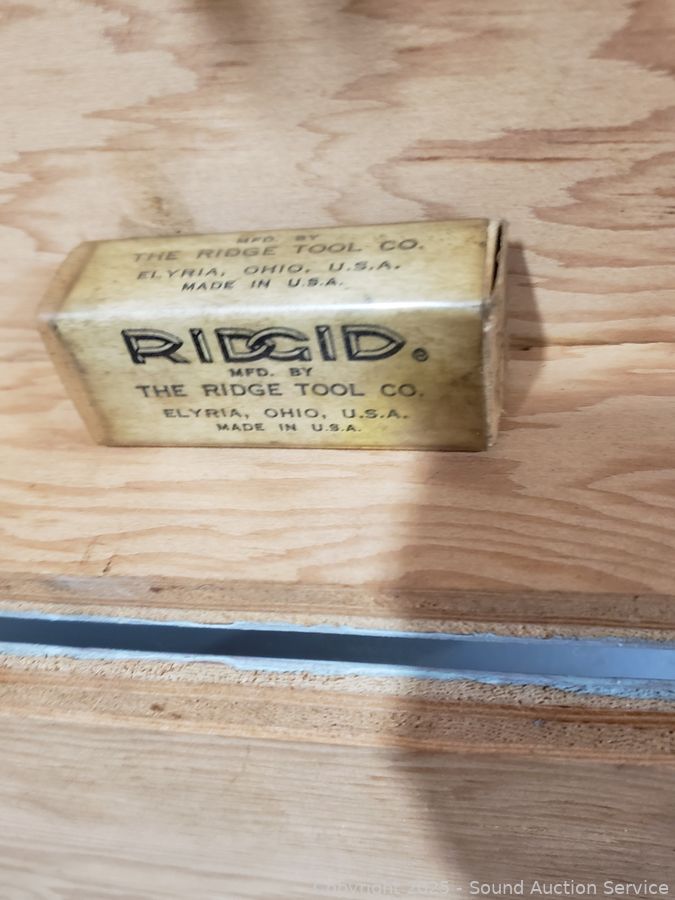 MFD. BY
THE RIDGE TOOL CO.
ELYRIA, OHIO, U.S.A.
MADE IN U.S.A.
RIDGID®
MFD. BY
THE RIDGE TOOL CO.
ELYRIA, OHIO, U.S.A.
MADE IN U.S.A.
Copyright 2025 - Sound Auction Service